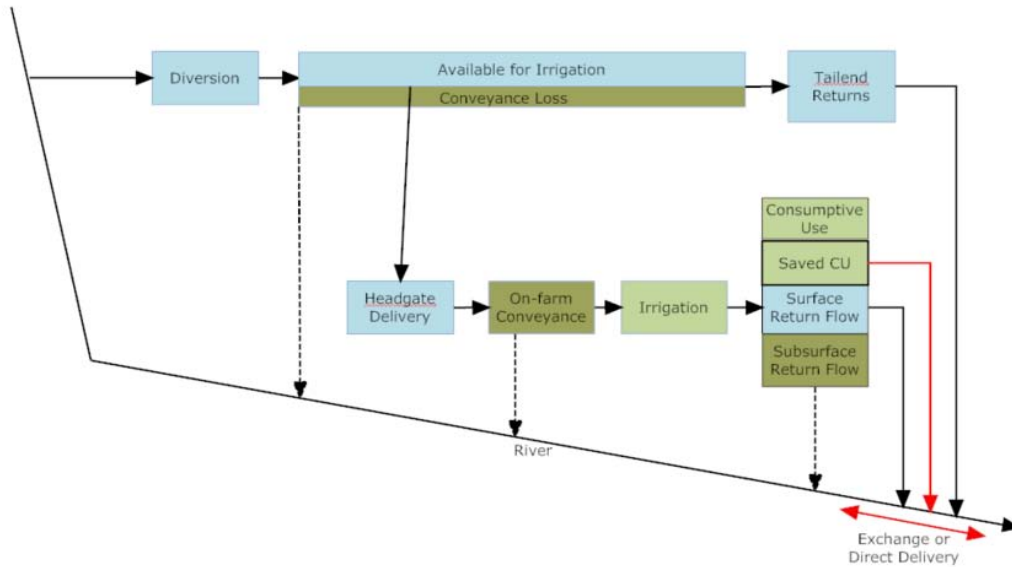 Diversion
Available for Irrigation
Conveyance Loss
Tailend
Returns
Consumptive
Use
Saved CU
Headgate
Delivery
On-farm
Conveyance
Irrigation
Surface
Return Flow
Subsurface
Return Flow
River
Exchange or
Direct Delivery